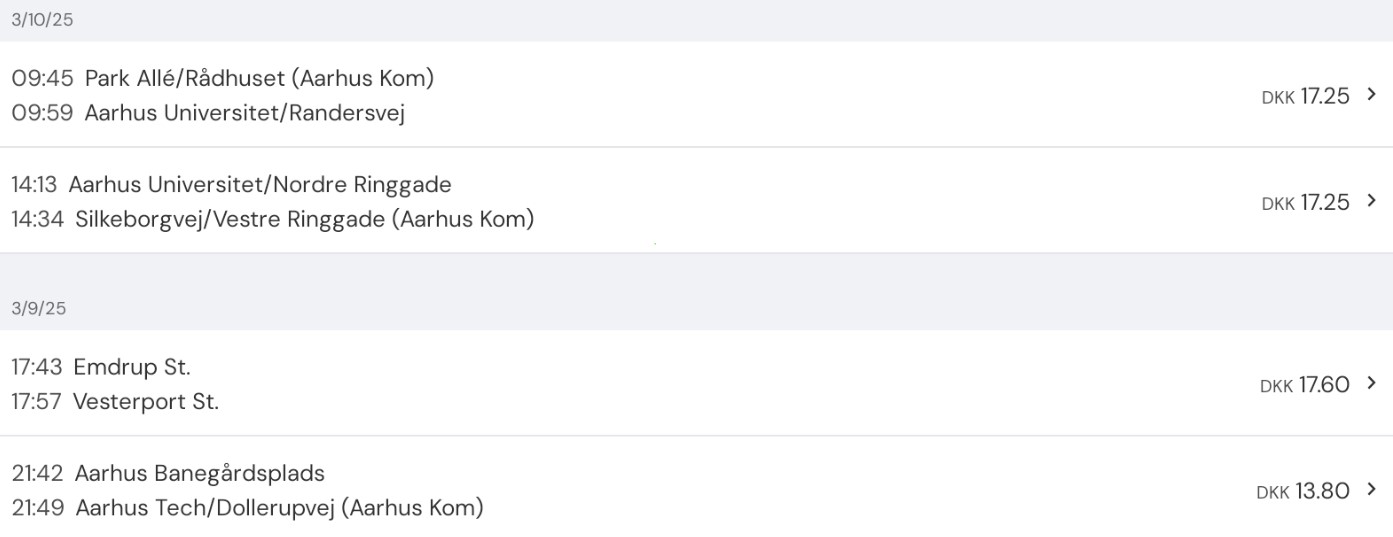 3/10/25
09:45 Park Allé/Rådhuset (Aarhus Kom)
09:59 Aarhus Universitet/Randersvej
DKK 17.25
14:13 Aarhus Universitet/Nordre Ringgade
14:34 Silkeborgvej/Vestre Ringgade (Aarhus Kom)
DKK 17.25
3/9/25
17:43 Emdrup St.
17:57 Vesterport St.
DKK 17.60
21:42 Aarhus Banegårdsplads
21:49 Aarhus Tech/Dollerupvej (Aarhus Kom)
DKK 13.80